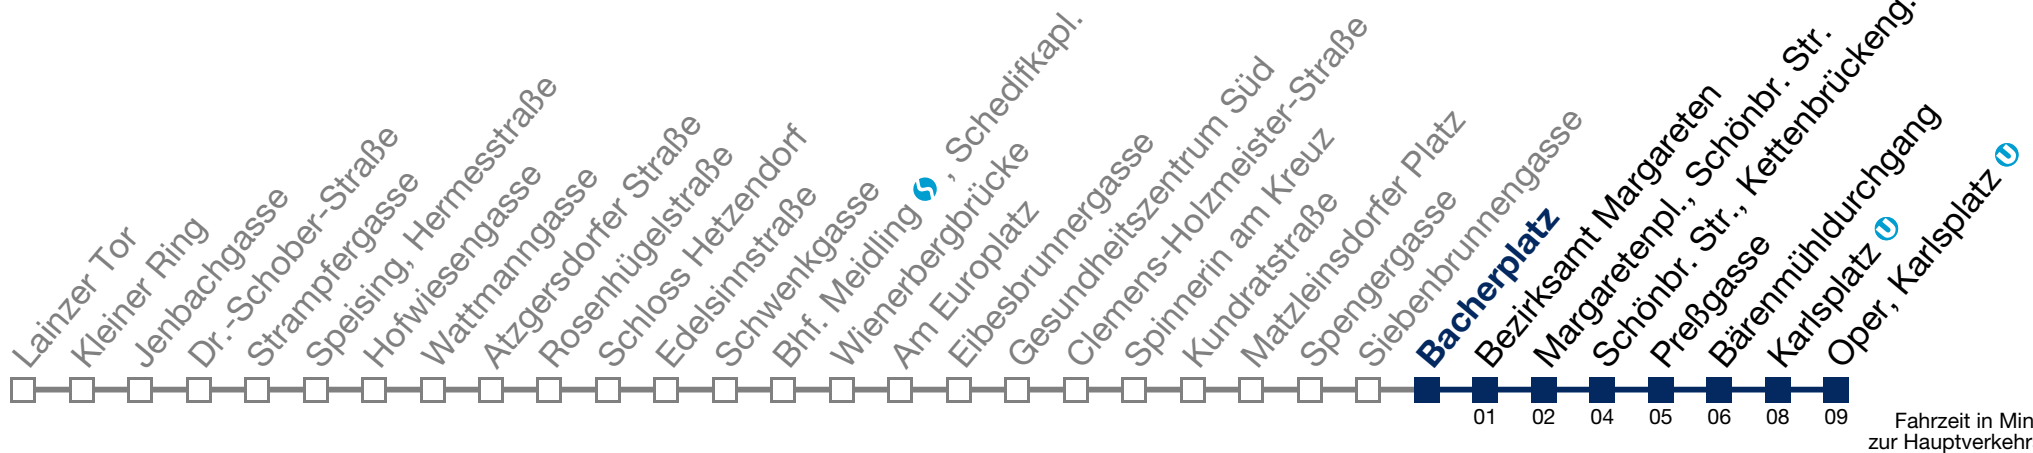 Lainzer Tor
Kleiner Ring
Jenbachgasse
Dr.-Schober-Straße
Strampfergasse
Speising, Hermesstraße
Hofwiesengasse
Wattmanngasse
Atzgersdorfer Straße
Rosenhügelstraße
Schloss Hetzendorf
Edelsinnstraße
Schwenkgasse
Bhf. Meidling S , Schedifkapl.
Wienerbergbrücke
Am Europlatz
Eibesbrunnergasse
Gesundheitszentrum Süd
Clemens-Holzmeister-Straße
Spinnerin am Kreuz
Kundratstraße
Matzleinsdorfer Platz
Spengergasse
Siebenbrunnengasse
Bacherplatz
Bezirksamt Margareten
Margaretenpl., Schönbr. Str.
Schönbr. Str., Kettenbrückeng.
Preßgasse
Bärenmühldurchgang
Karlsplatz U
Oper, Karlsplatz U
01 02 04 05 06 08 09
Fahrzeit in Min
zur Hauptverkehr